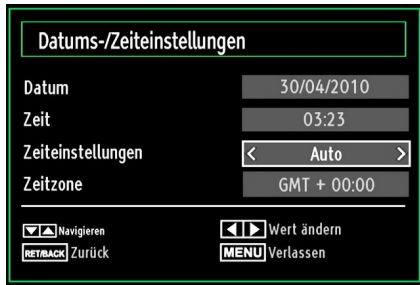 Datums-/Zeiteinstellungen
Datum 30/04/2010
Zeit 03:23
Zeiteinstellungen < Auto >
Zeitzone GMT + 00:00
Navigieren Wert ändern
RET/BACK Zurück MENU Verlassen